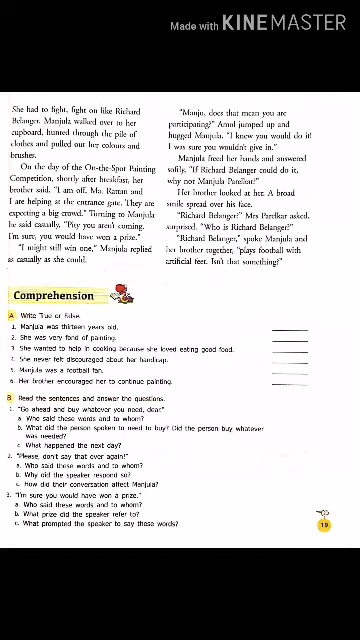 Made with KINEMASTER
She had to fight, fight on like Richard
Belanger. Manjula walked over to her
cupboard, hunted through the pile of
clothes and pulled out her colours and
brushes.
On the day of the On-the-Spot Painting
Competition, shortly after breakfast, her
brother said. "I am off, Ma. Rattan and
I are helping at the entrance gate. They are
expecting a big crowd." Turning to Manjula
he said casually, "Pity you aren't coming.
I'm sure, you would have won a prize."
"I might still win one," Manjula replied
as casually as she could.
"Manju, does that mean you are
participating?" Amol jumped up and
hugged Manjula. "I knew you would do it!
I was sure you wouldn't give in."
Manjula freed her hands and answered
softly, "If Richard Belanger could do it,
why not Manjula Parelkar?"
Her brother looked at her. A broad
smile spread over his face.
"Richard Belanger?" Mrs Paredkar asked,
surprised. "Who is Richard Belanger?"
"Richard Belanger," spoke Manjula and
her brother together, "plays football with
artificial feet. Isn't that something?"
Comprehension
A Write True or False.
1. Manjula was thirteen years old.
2. She was very fond of painting.
3. She wanted to help in cooking because she loved eating good food.
4. She never felt discouraged about her handicap.
5. Manjula was a football fan.
6. Her brother encouraged her to continue painting.
B Read the sentences and answer the questions.
1. "Go ahead and buy whatever you need, dear."
a. Who said these words and to whom?
b. What did the person spoken to need to buy? Did the person buy whatever
was needed?
c. What happened the next day?
2. "Please, don't say that over again!"
a. Who said these words and to whom?
b. Why did the speaker respond so?
c. How did their conversation affect Manjula?
3. "I'm sure you would have won a prize."
a. Who said these words and to whom?
b. What prize did the speaker refer to?
c. What prompted the speaker to say these words?
19